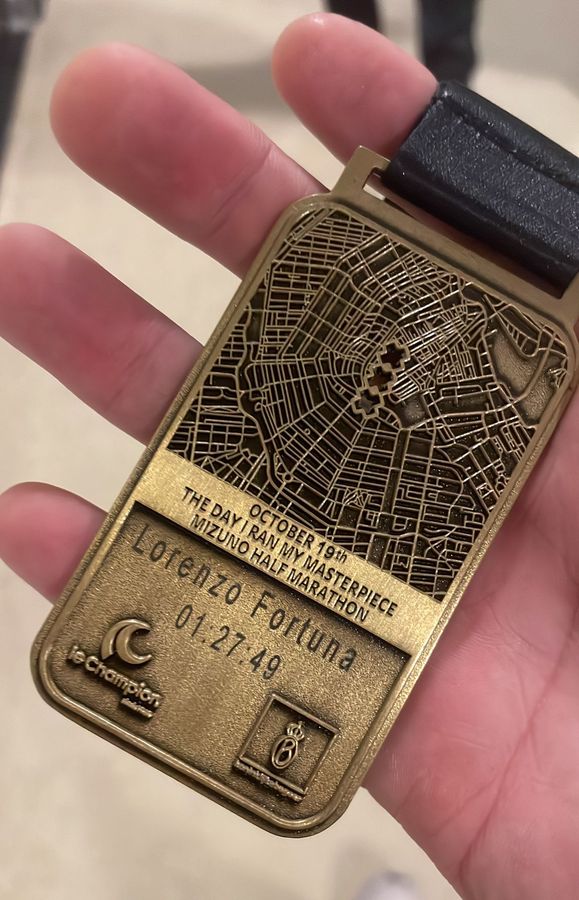 OCTOBER 19th
THE DAY I RAN MY MASTERPIECE
MIZUNO HALF MARATHON
Lorenzo Fortuna
01:27:49
le Champion